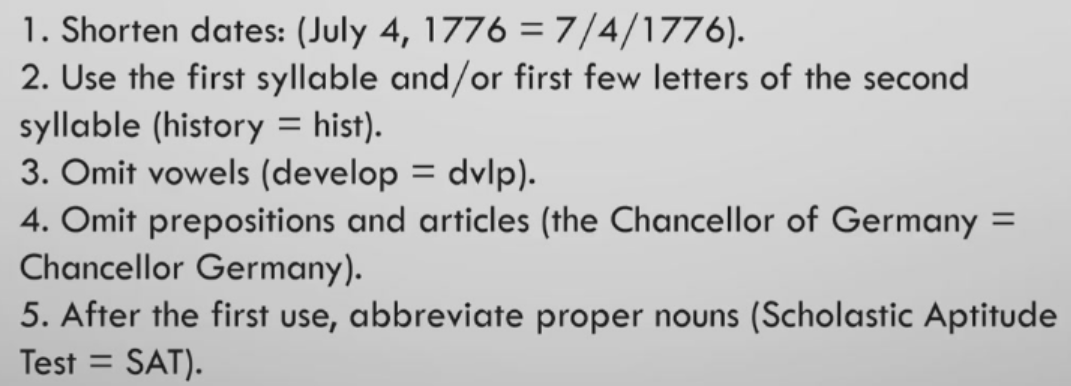 1. Shorten dates: (July 4, 1776 = 7/4/1776).
2. Use the first syllable and/or first few letters of the second
syllable (history = hist).
3. Omit vowels (develop = dvlp).
4. Omit prepositions and articles (the Chancellor of Germany =
Chancellor Germany).
5. After the first use, abbreviate proper nouns (Scholastic Aptitude
Test = SAT).